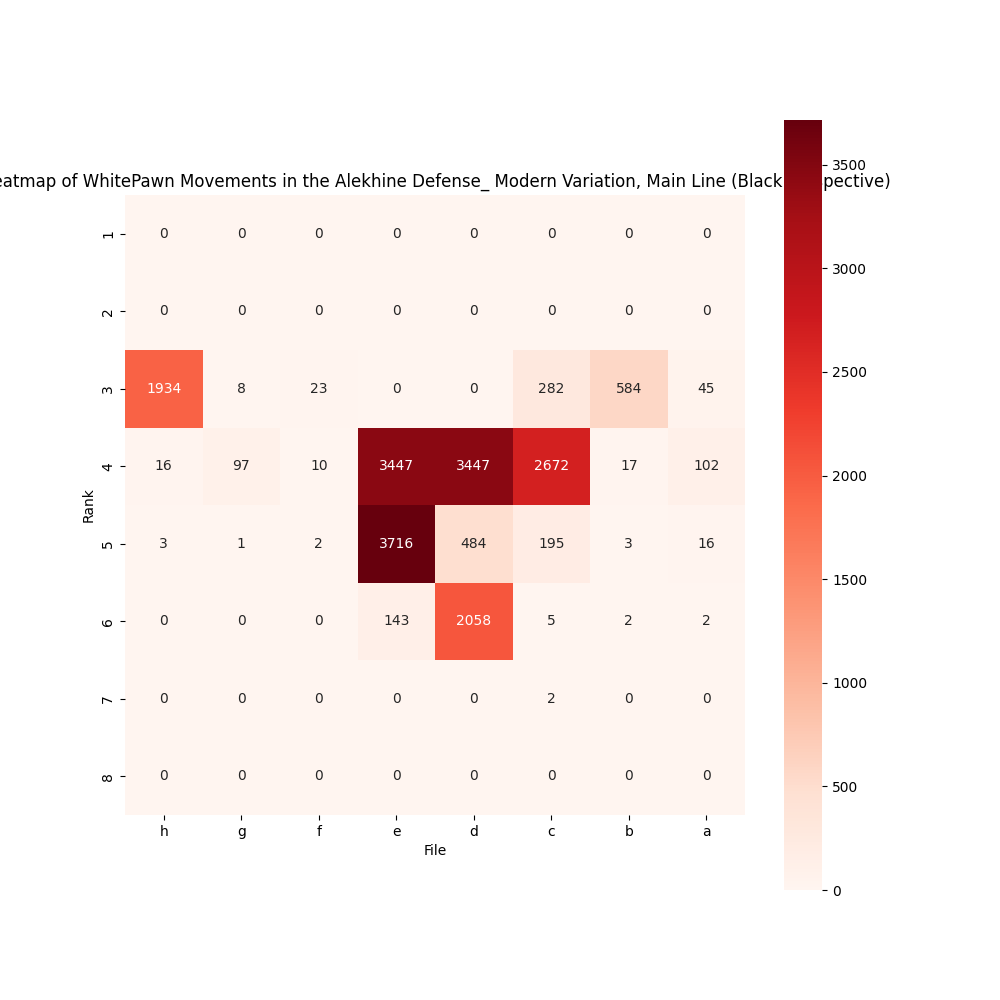 eatmap of WhitePawn Movements in the Alekhine Defense_ Modern Variation, Main Line (Black pective)
1 0 0 0 0 0 0 0 0
2 0 0 0 0 0 0 0 0
3 1934 8 23 0 0 282 584 45
4 16 97 10 3447 3447 2672 17 102
5 3 1 2 3716 484 195 3 16
6 0 0 0 143 2058 5 2 2
7 0 0 0 0 0 2 0 0
8 0 0 0 0 0 0 0 0
h g f e d c b a
File
Rank
3500
3000
2500
2000
1500
1000
500
0